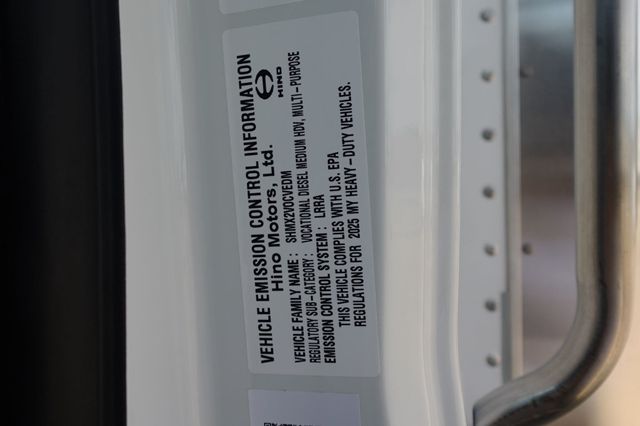 VEHICLE EMISSION CONTROL INFORMATION
Hino Motors, Ltd.
HINO
VEHICLE FAMILY NAME : SHMX2VOCVEDM
REGULATORY SUB-CATEGORY : VOCATIONAL DIESEL MEDIUM HDV, MULTI-PURPOSE
EMISSION CONTROL SYSTEM : LRRA
THIS VEHICLE COMPLIES WITH U.S. EPA
REGULATIONS FOR 2025 MY HEAVY-DUTY VEHICLES.